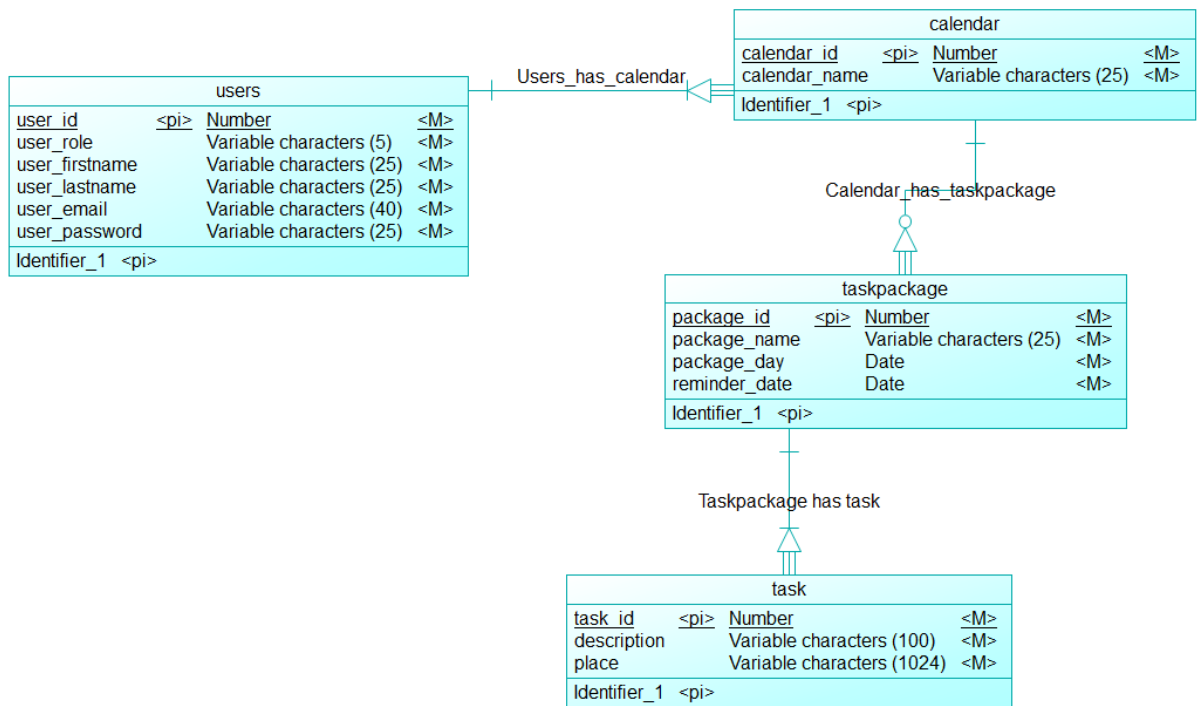 calendar
calendar_id <pi> Number <M>
calendar_name Variable characters (25) <M>
Identifier_1 <pi>
Users_has_calendar
users
user_id <pi> Number <M>
user_role Variable characters (5) <M>
user_firstname Variable characters (25) <M>
user_lastname Variable characters (25) <M>
user_email Variable characters (40) <M>
user_password Variable characters (25) <M>
Identifier_1 <pi>
Calendar_has_taskpackage
taskpackage
package_id <pi> Number <M>
package_name Variable characters (25) <M>
package_day Date <M>
reminder_date Date <M>
Identifier_1 <pi>
Taskpackage has task
task
task_id <pi> Number <M>
description Variable characters (100) <M>
place Variable characters (1024) <M>
Identifier_1 <pi>